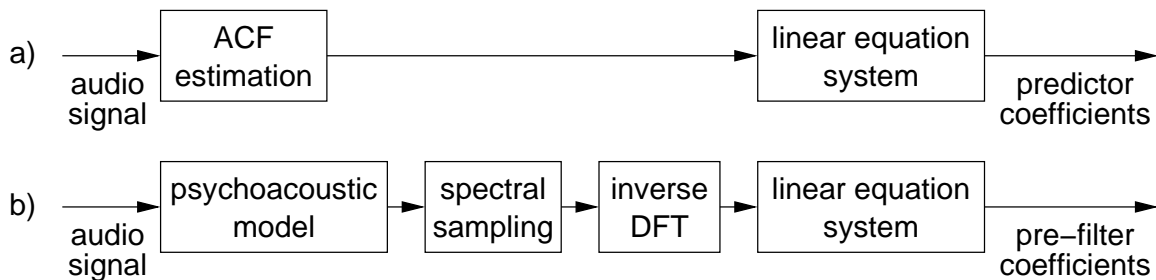 a)
audio
signal
ACF
estimation
linear equation
system
predictor
coefficients
b)
audio
signal
psychoacoustic
model
spectral
sampling
inverse
DFT
linear equation
system
pre−filter
coefficients